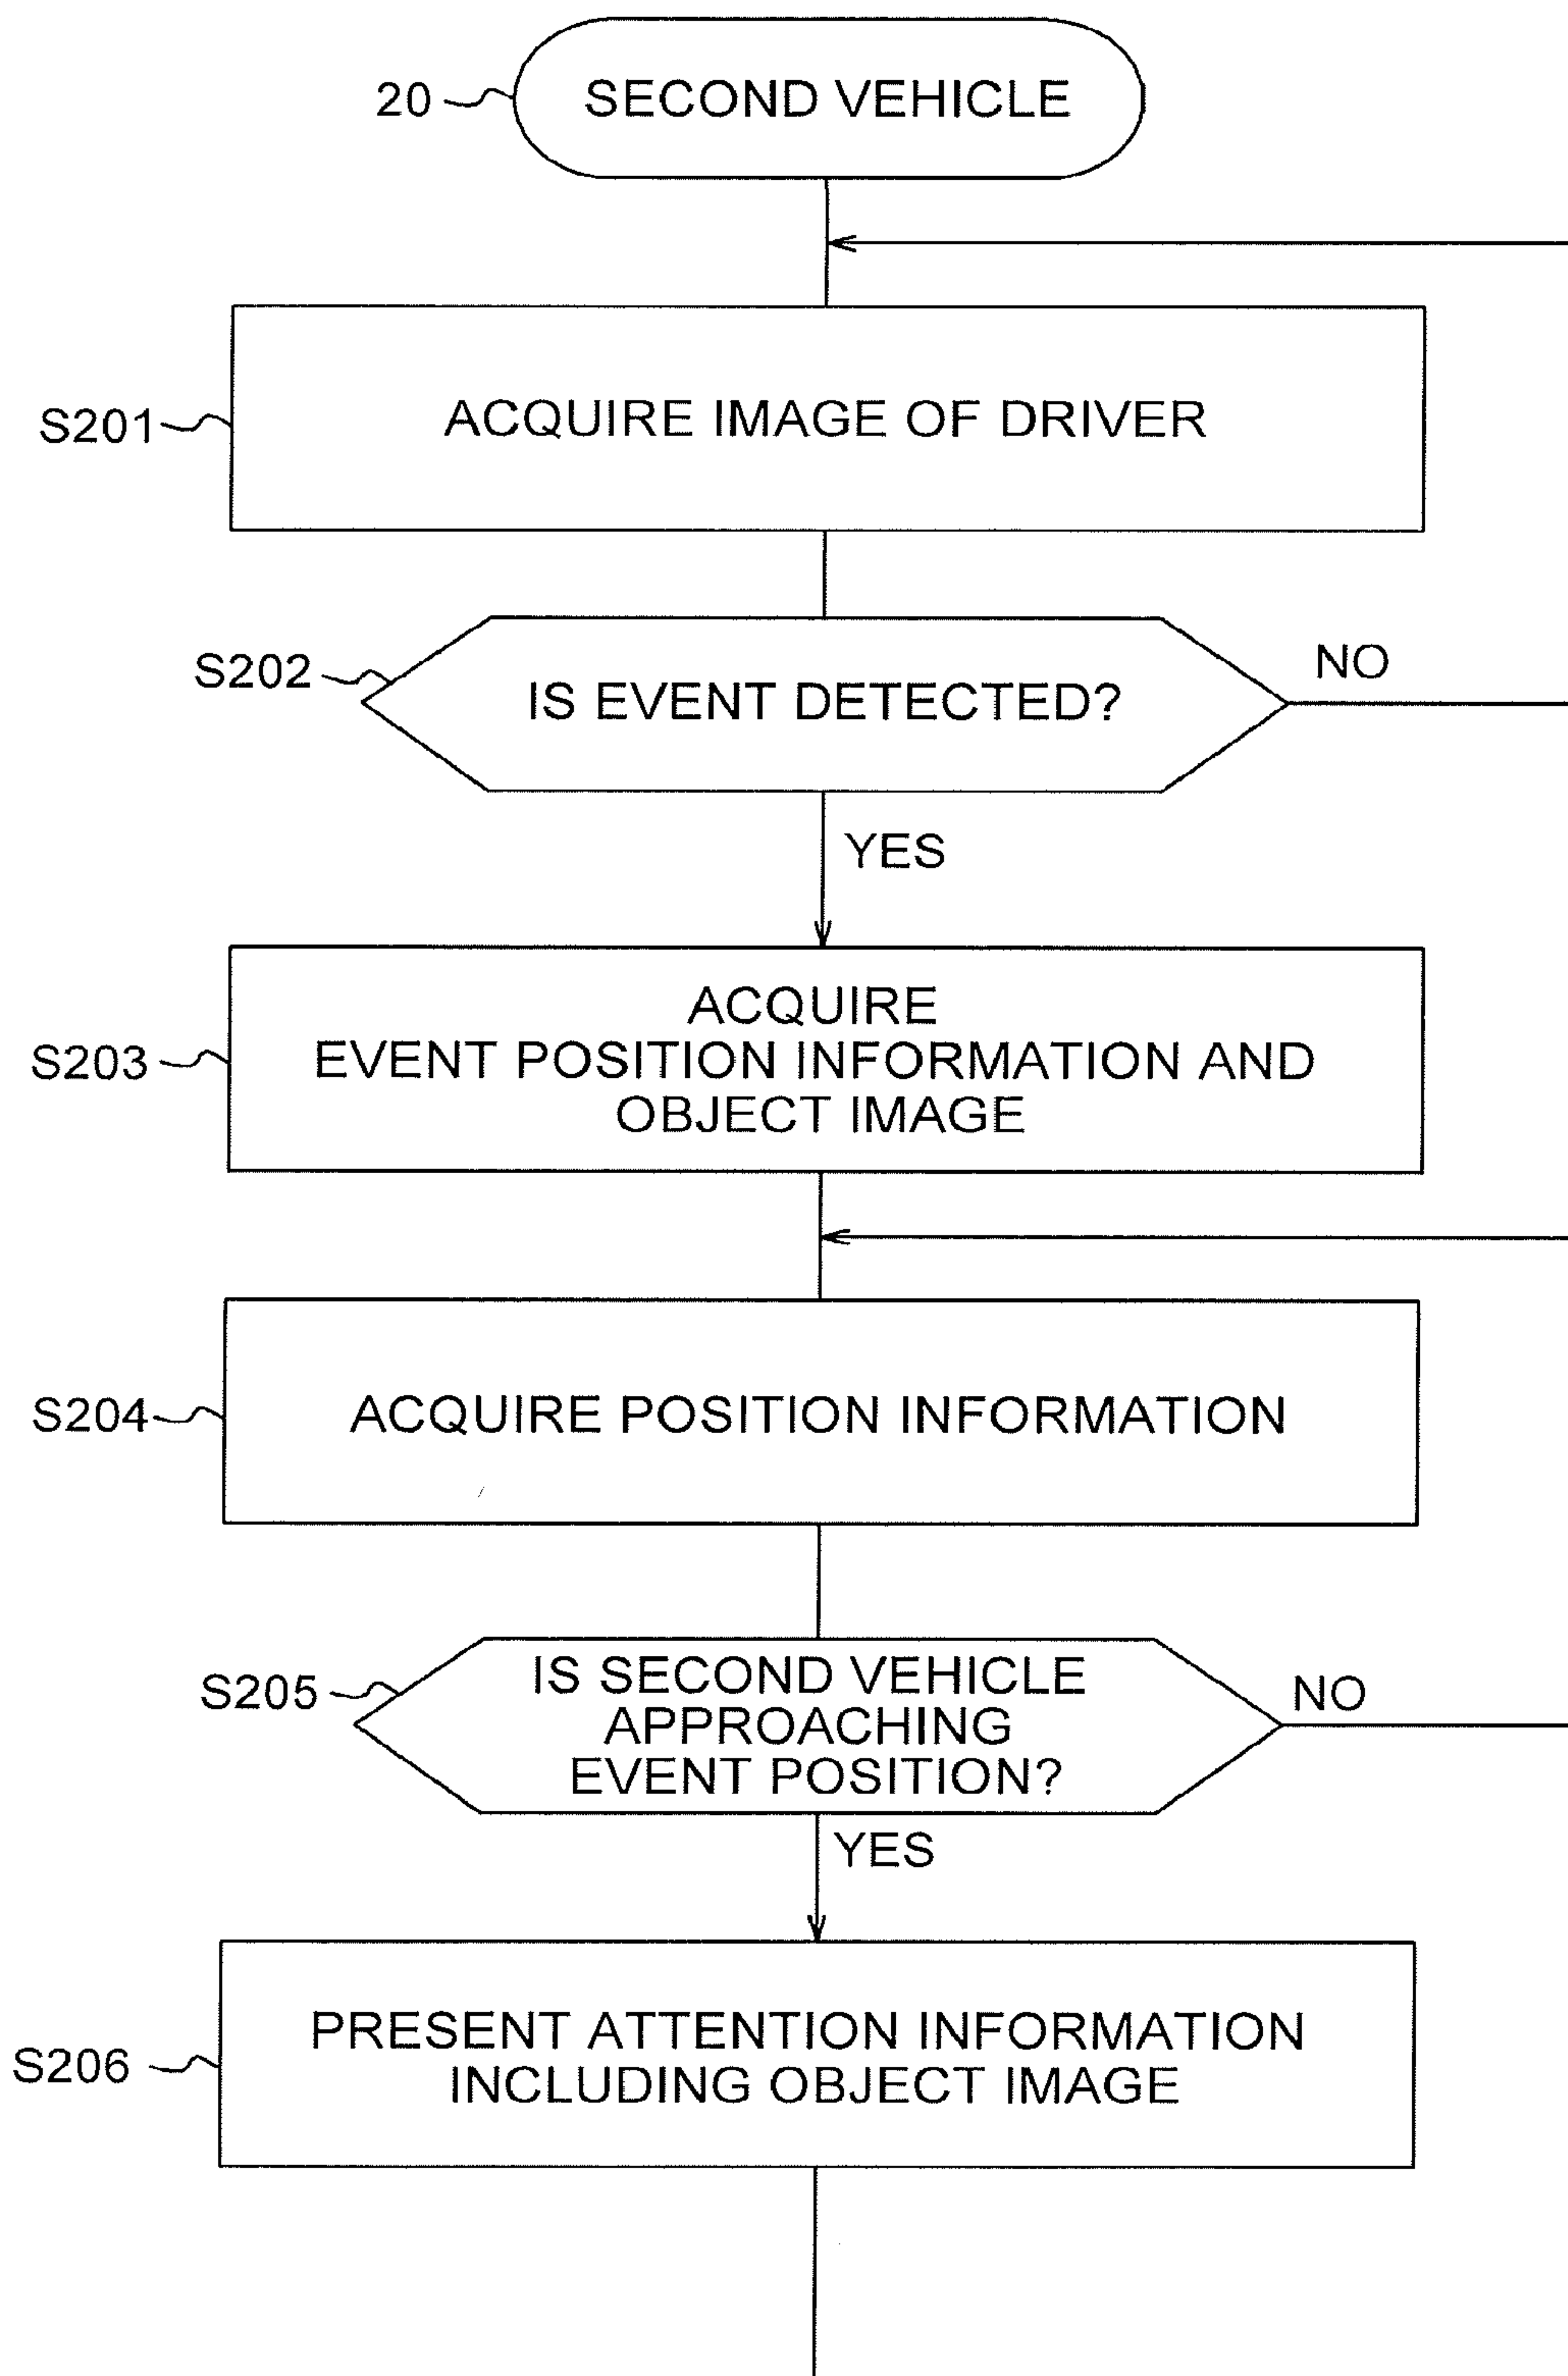 20
SECOND VEHICLE
S201
ACQUIRE IMAGE OF DRIVER
S202
IS EVENT DETECTED?
NO
YES
S203
ACQUIRE
EVENT POSITION INFORMATION AND
OBJECT IMAGE
S204
ACQUIRE POSITION INFORMATION
S205
IS SECOND VEHICLE
APPROACHING
EVENT POSITION?
NO
YES
S206
PRESENT ATTENTION INFORMATION
INCLUDING OBJECT IMAGE